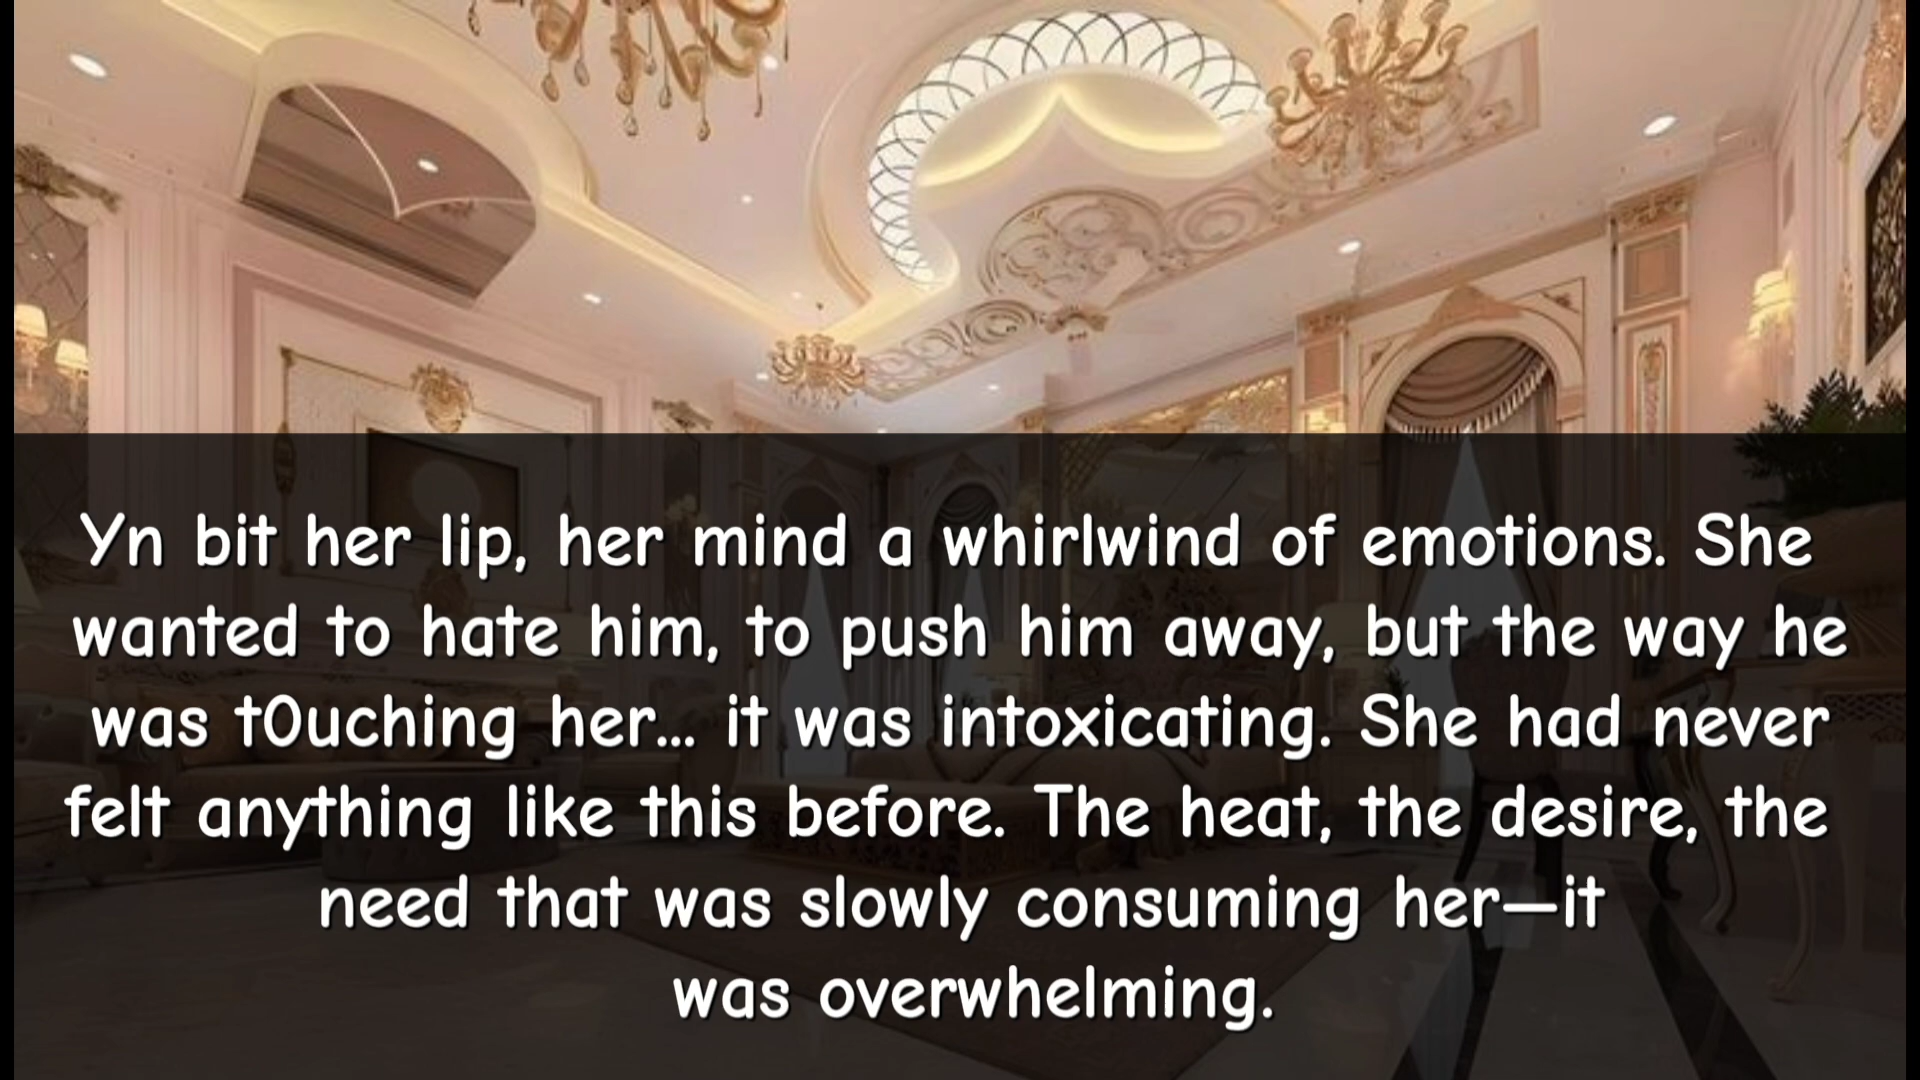 Yn bit her lip, her mind a whirlwind of emotions. She
wanted to hate him, to push him away, but the way he
was t0uching her... it was intoxicating. She had never
felt anything like this before. The heat, the desire, the
need that was slowly consuming her—it
was overwhelming.